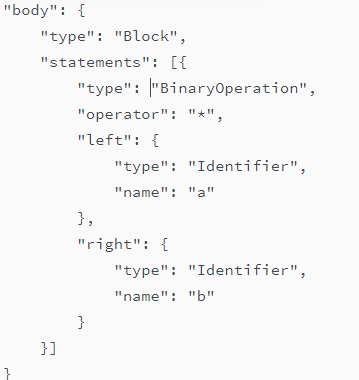 "body": {
    "type": "Block",
    "statements": [{
        "type": "BinaryOperation",
        "operator": "*",
        "left": {
            "type": "Identifier",
            "name": "a"
        },
        "right": {
            "type": "Identifier",
            "name": "b"
        }
    }]
}